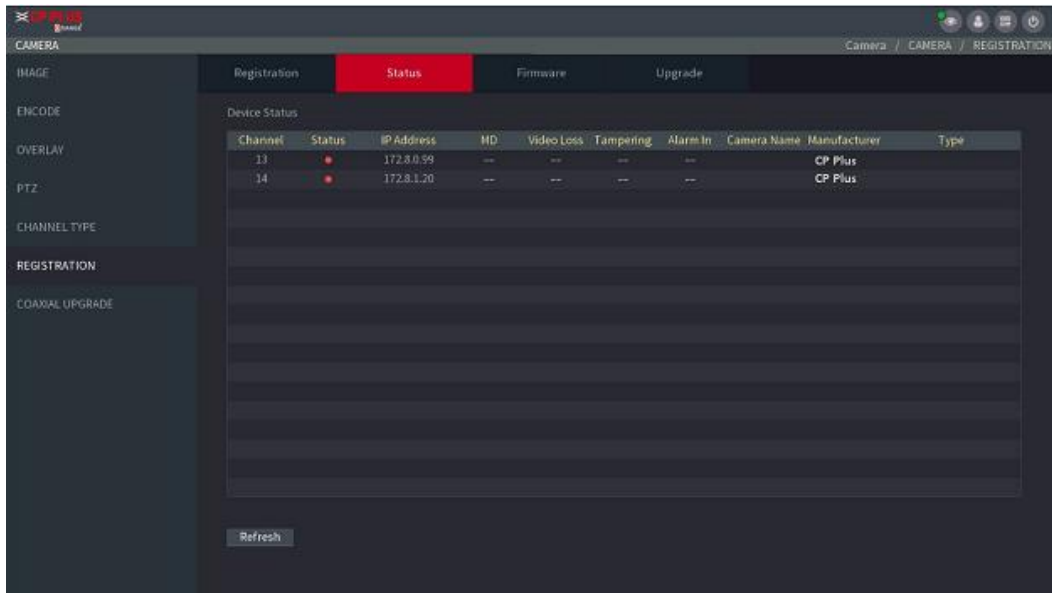 CP PLUS
CAMERA
Camera / CAMERA / REGISTRATION
IMAGE
ENCODE
OVERLAY
PTZ
CHANNEL TYPE
REGISTRATION
COAXIAL UPGRADE
Registration Status Firmware Upgrade
Device Status
Channel Status IP Address MD Video Loss Tampering Alarm In Camera Name Manufacturer Type
13 172.8.0.99 -- -- -- -- CP Plus
14 172.8.1.20 -- -- -- -- CP Plus
Refresh